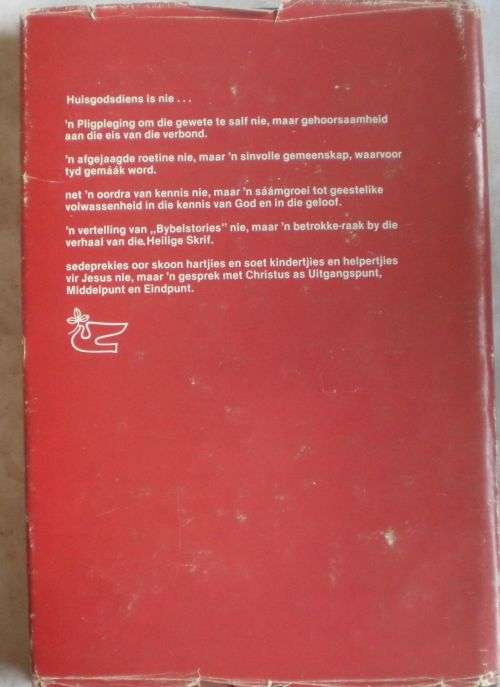 Huisgodsdiens is nie . . .
'n Pligpleging om die gewete te salf nie, maar gehoorsaamheid
aan die eis van die verbond.
'n afgejaagde roetine nie, maar 'n sinvolle gemeenskap, waarvoor
tyd gemáák word.
net 'n oordra van kennis nie, maar 'n sáámgroei tot geestelike
volwassenheid in die kennis van God en in die geloof.
'n vertelling van „Bybelstories" nie, maar 'n betrokke-raak by die
verhaal van die Heilige Skrif.
sedeprekies oor skoon hartjies en soet kindertjies en helpertjies
vir Jesus nie, maar 'n gesprek met Christus as Uitgangspunt,
Middelpunt en Eindpunt.